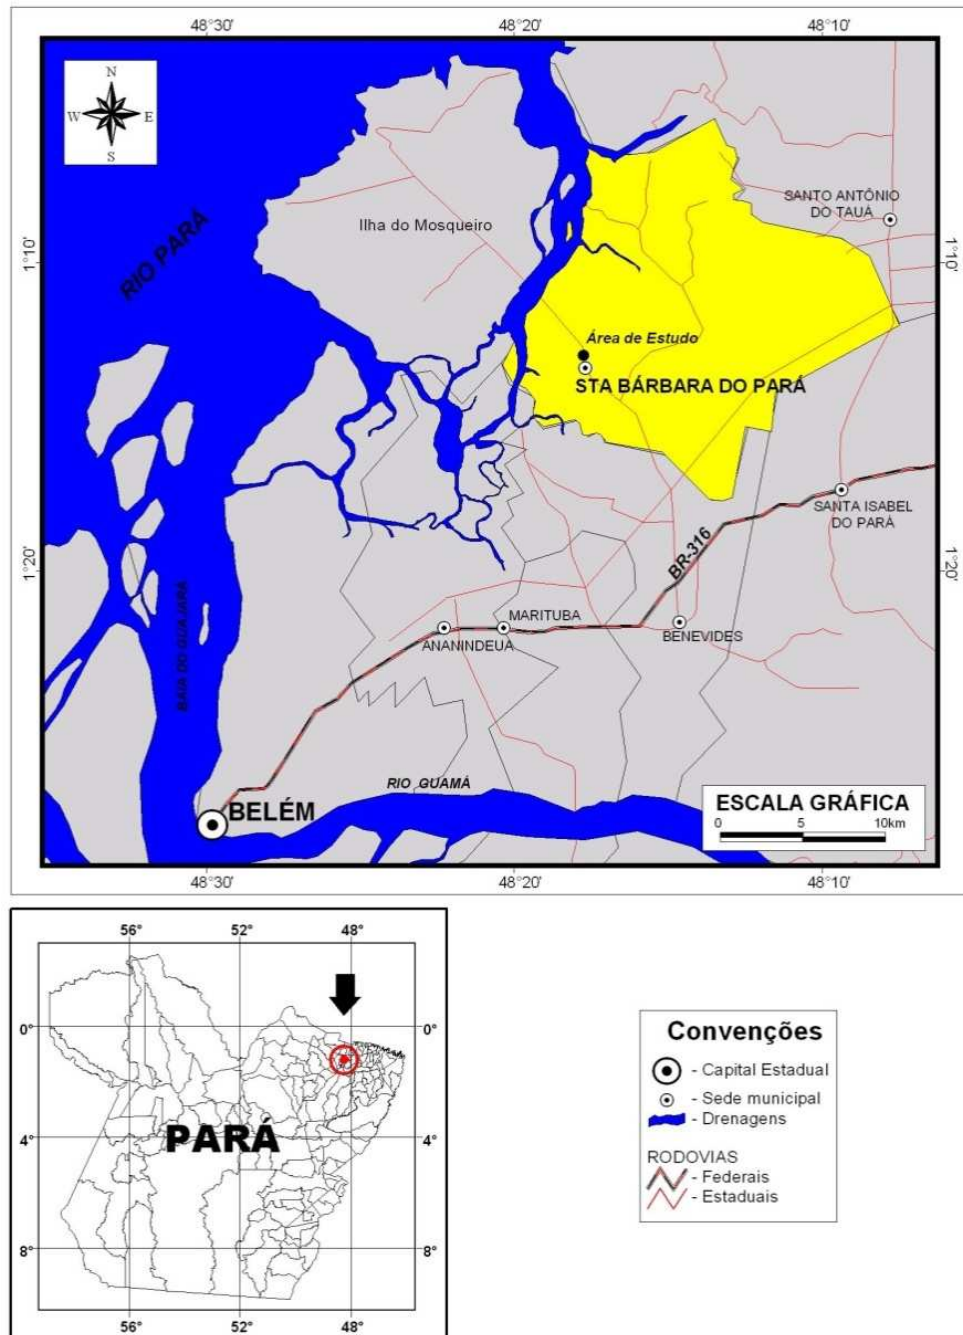 48°30'
48°20'
48°10'
N
W
E
S
RIO PARÁ
Ilha do Mosqueiro
SANTO ANTÔNIO
DO TAUÁ
1°10'
1°10'
Área de Estudo
STA BÁRBARA DO PARÁ
SANTA ISABEL
DO PARÁ
BR-316
1°20'
1°20'
BAIA DO GUAJARÁ
MARITUBA
ANANINDEUA
BENEVIDES
RIO GUAMÁ
BELÉM
ESCALA GRÁFICA
0
5
10km
48°30'
48°20'
48°10'
56°
52°
48°
0°
0°
PARÁ
4°
4°
8°
8°
56°
52°
48°
Convenções
- Capital Estadual
- Sede municipal
- Drenagens
RODOVIAS
- Federais
- Estaduais